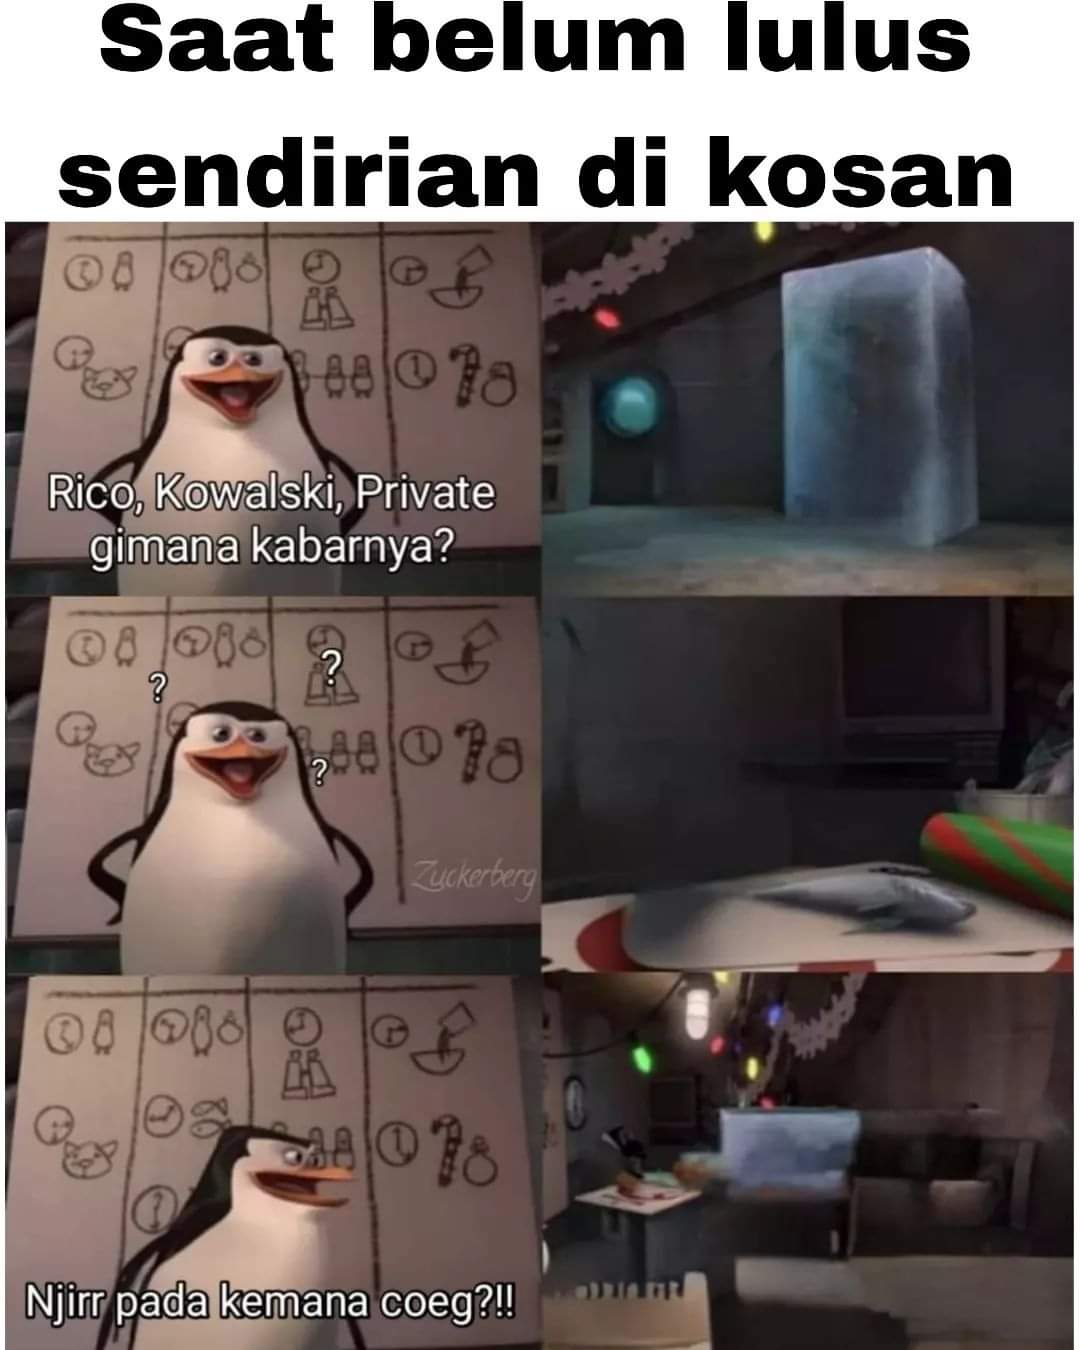 Saat belum lulus
sendirian di kosan
Rico, Kowalski, Private
gimana kabarnya?
?
?
?
Zuckerberg
Njirr pada kemana coeg?!!